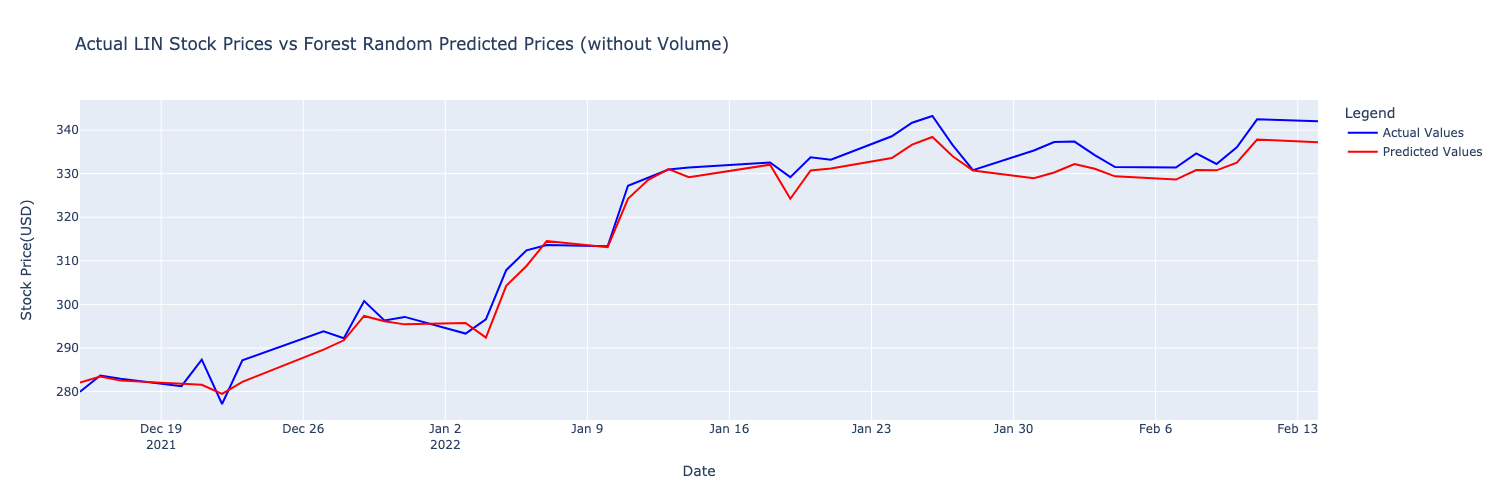 Actual LIN Stock Prices vs Forest Random Predicted Prices (without Volume)
Legend
Actual Values
Predicted Values
Stock Price(USD)
340
330
320
310
300
290
280
Dec 19
2021
Dec 26
Jan 2
2022
Jan 9
Jan 16
Jan 23
Jan 30
Feb 6
Feb 13
Date